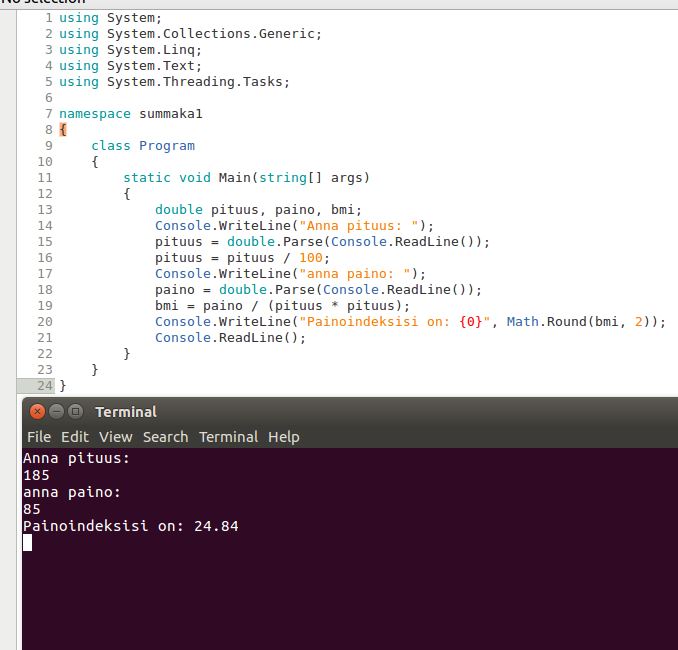 No selection
1 using System;
2 using System.Collections.Generic;
3 using System.Linq;
4 using System.Text;
5 using System.Threading.Tasks;
6
7 namespace summaka1
8 {
9     class Program
10     {
11         static void Main(string[] args)
12         {
13             double pituus, paino, bmi;
14             Console.WriteLine("Anna pituus: ");
15             pituus = double.Parse(Console.ReadLine());
16             pituus = pituus / 100;
17             Console.WriteLine("anna paino: ");
18             paino = double.Parse(Console.ReadLine());
19             bmi = paino / (pituus * pituus);
20             Console.WriteLine("Painoindeksisi on: {0}", Math.Round(bmi, 2));
21             Console.ReadLine();
22         }
23     }
24 }
Terminal
File Edit View Search Terminal Help
Anna pituus:
185
anna paino:
85
Painoindeksisi on: 24.84